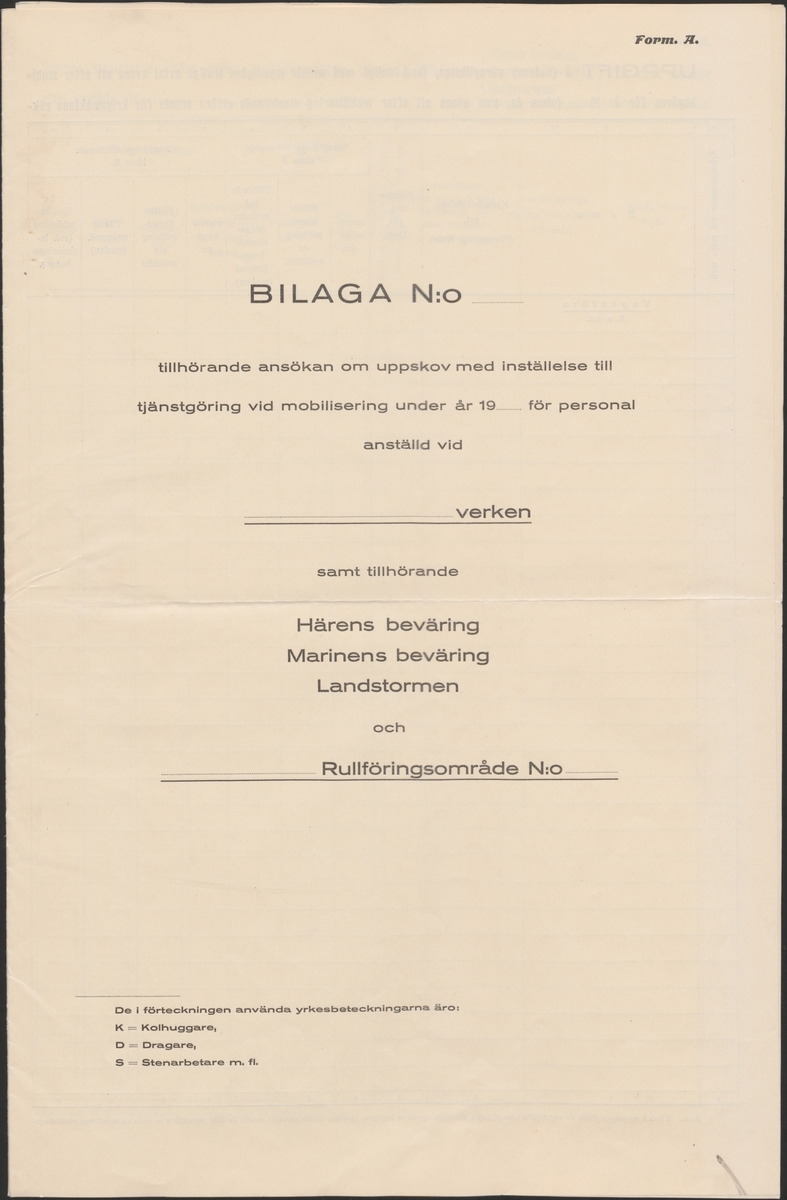 Form. A.
BILAGA N:o
tillhörande ansökan om uppskov med inställelse till
tjänstgöring vid mobilisering under år 19 för personal
anställd vid
verken
samt tillhörande
Härens beväring
Marinens beväring
Landstormen
och
Rullföringsområde N:o
De i förteckningen använda yrkesbeteckningarna äro:
K = Kolhuggare,
D = Dragare,
S = Stenarbetare m. fl.